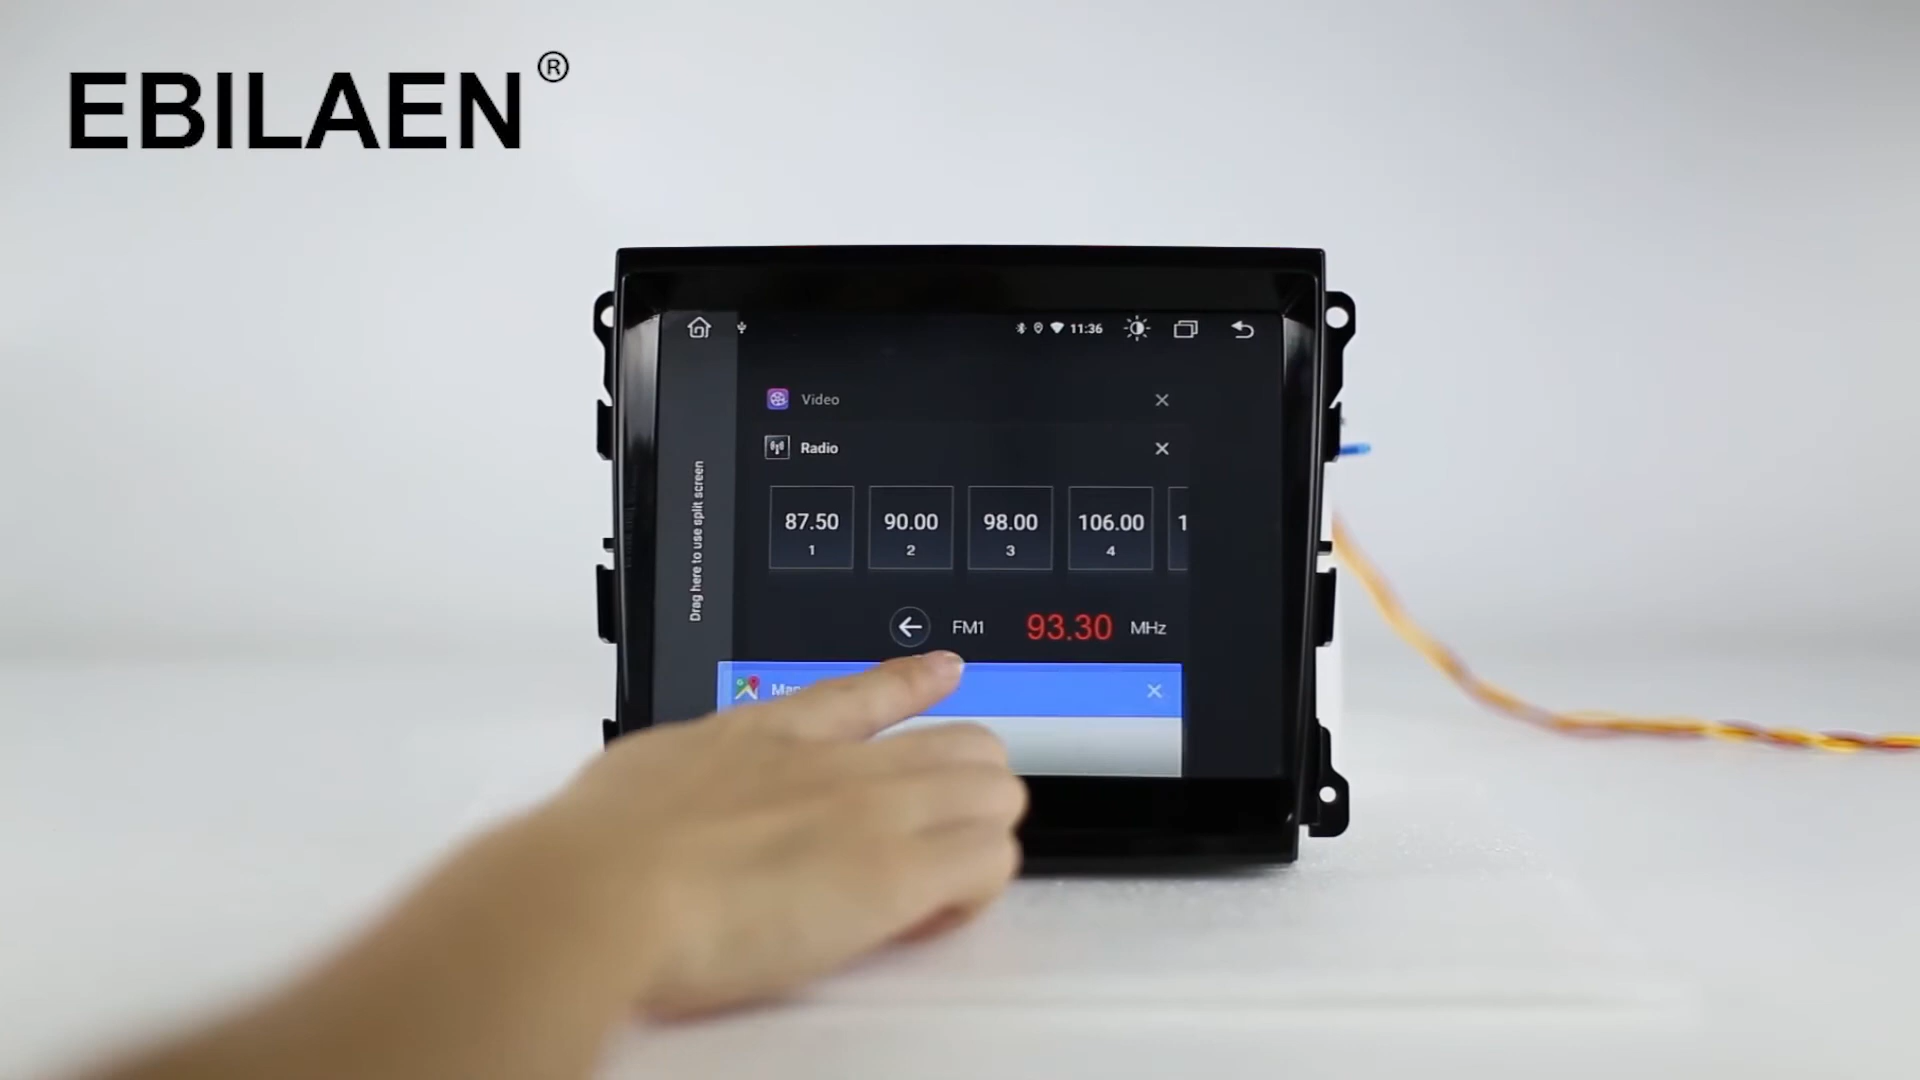 EBILAEN®
11:36
Video
Radio
Drag here to use split screen
87.50
1
90.00
2
98.00
3
106.00
4
1
FM1 93.30 MHz